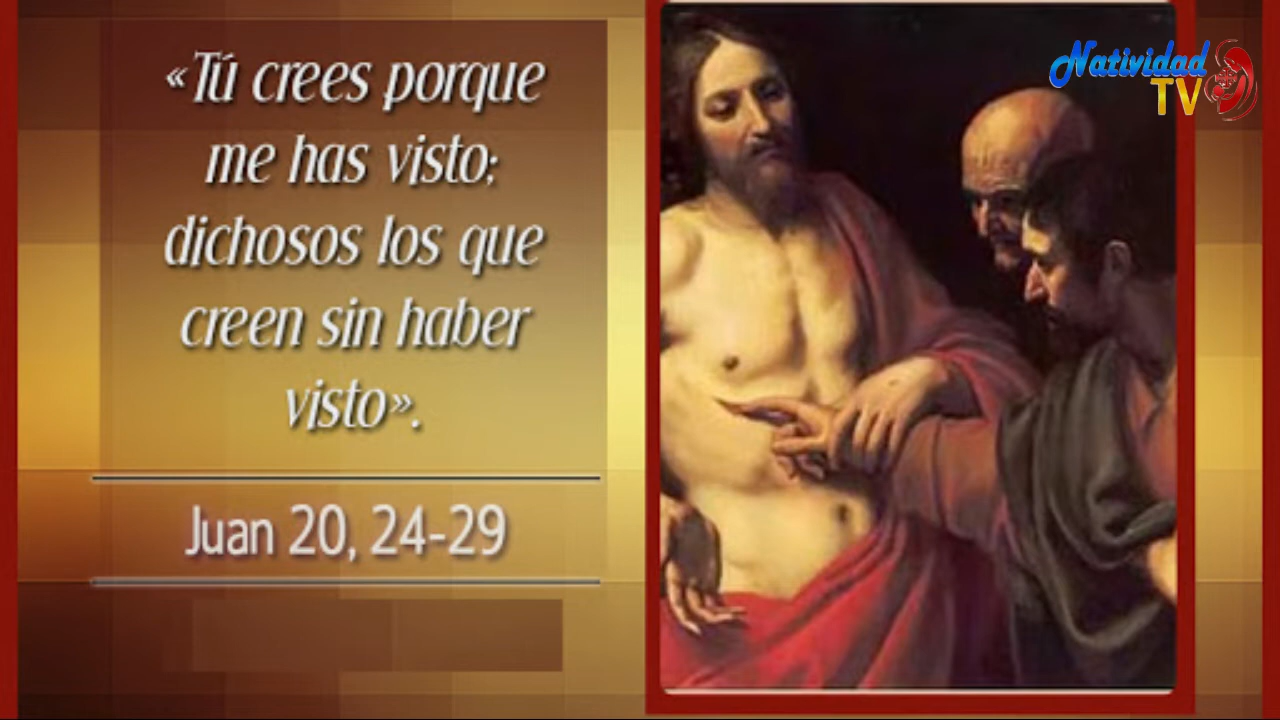 «Tú crees porque
me has visto;
dichosos los que
creen sin haber
visto».
Juan 20, 24-29
Natividad
TV